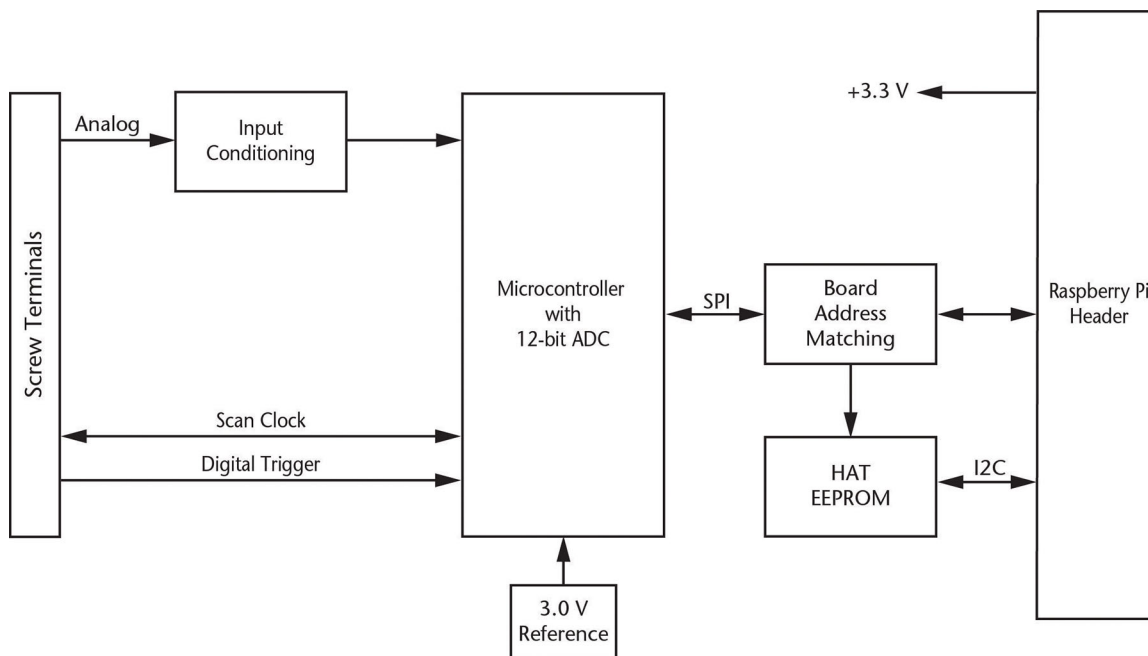 +3.3 V
Analog
Input
Conditioning
Screw Terminals
Microcontroller
with
12-bit ADC
SPI
Board
Address
Matching
Raspberry Pi
Header
Scan Clock
Digital Trigger
HAT
EEPROM
I2C
3.0 V
Reference